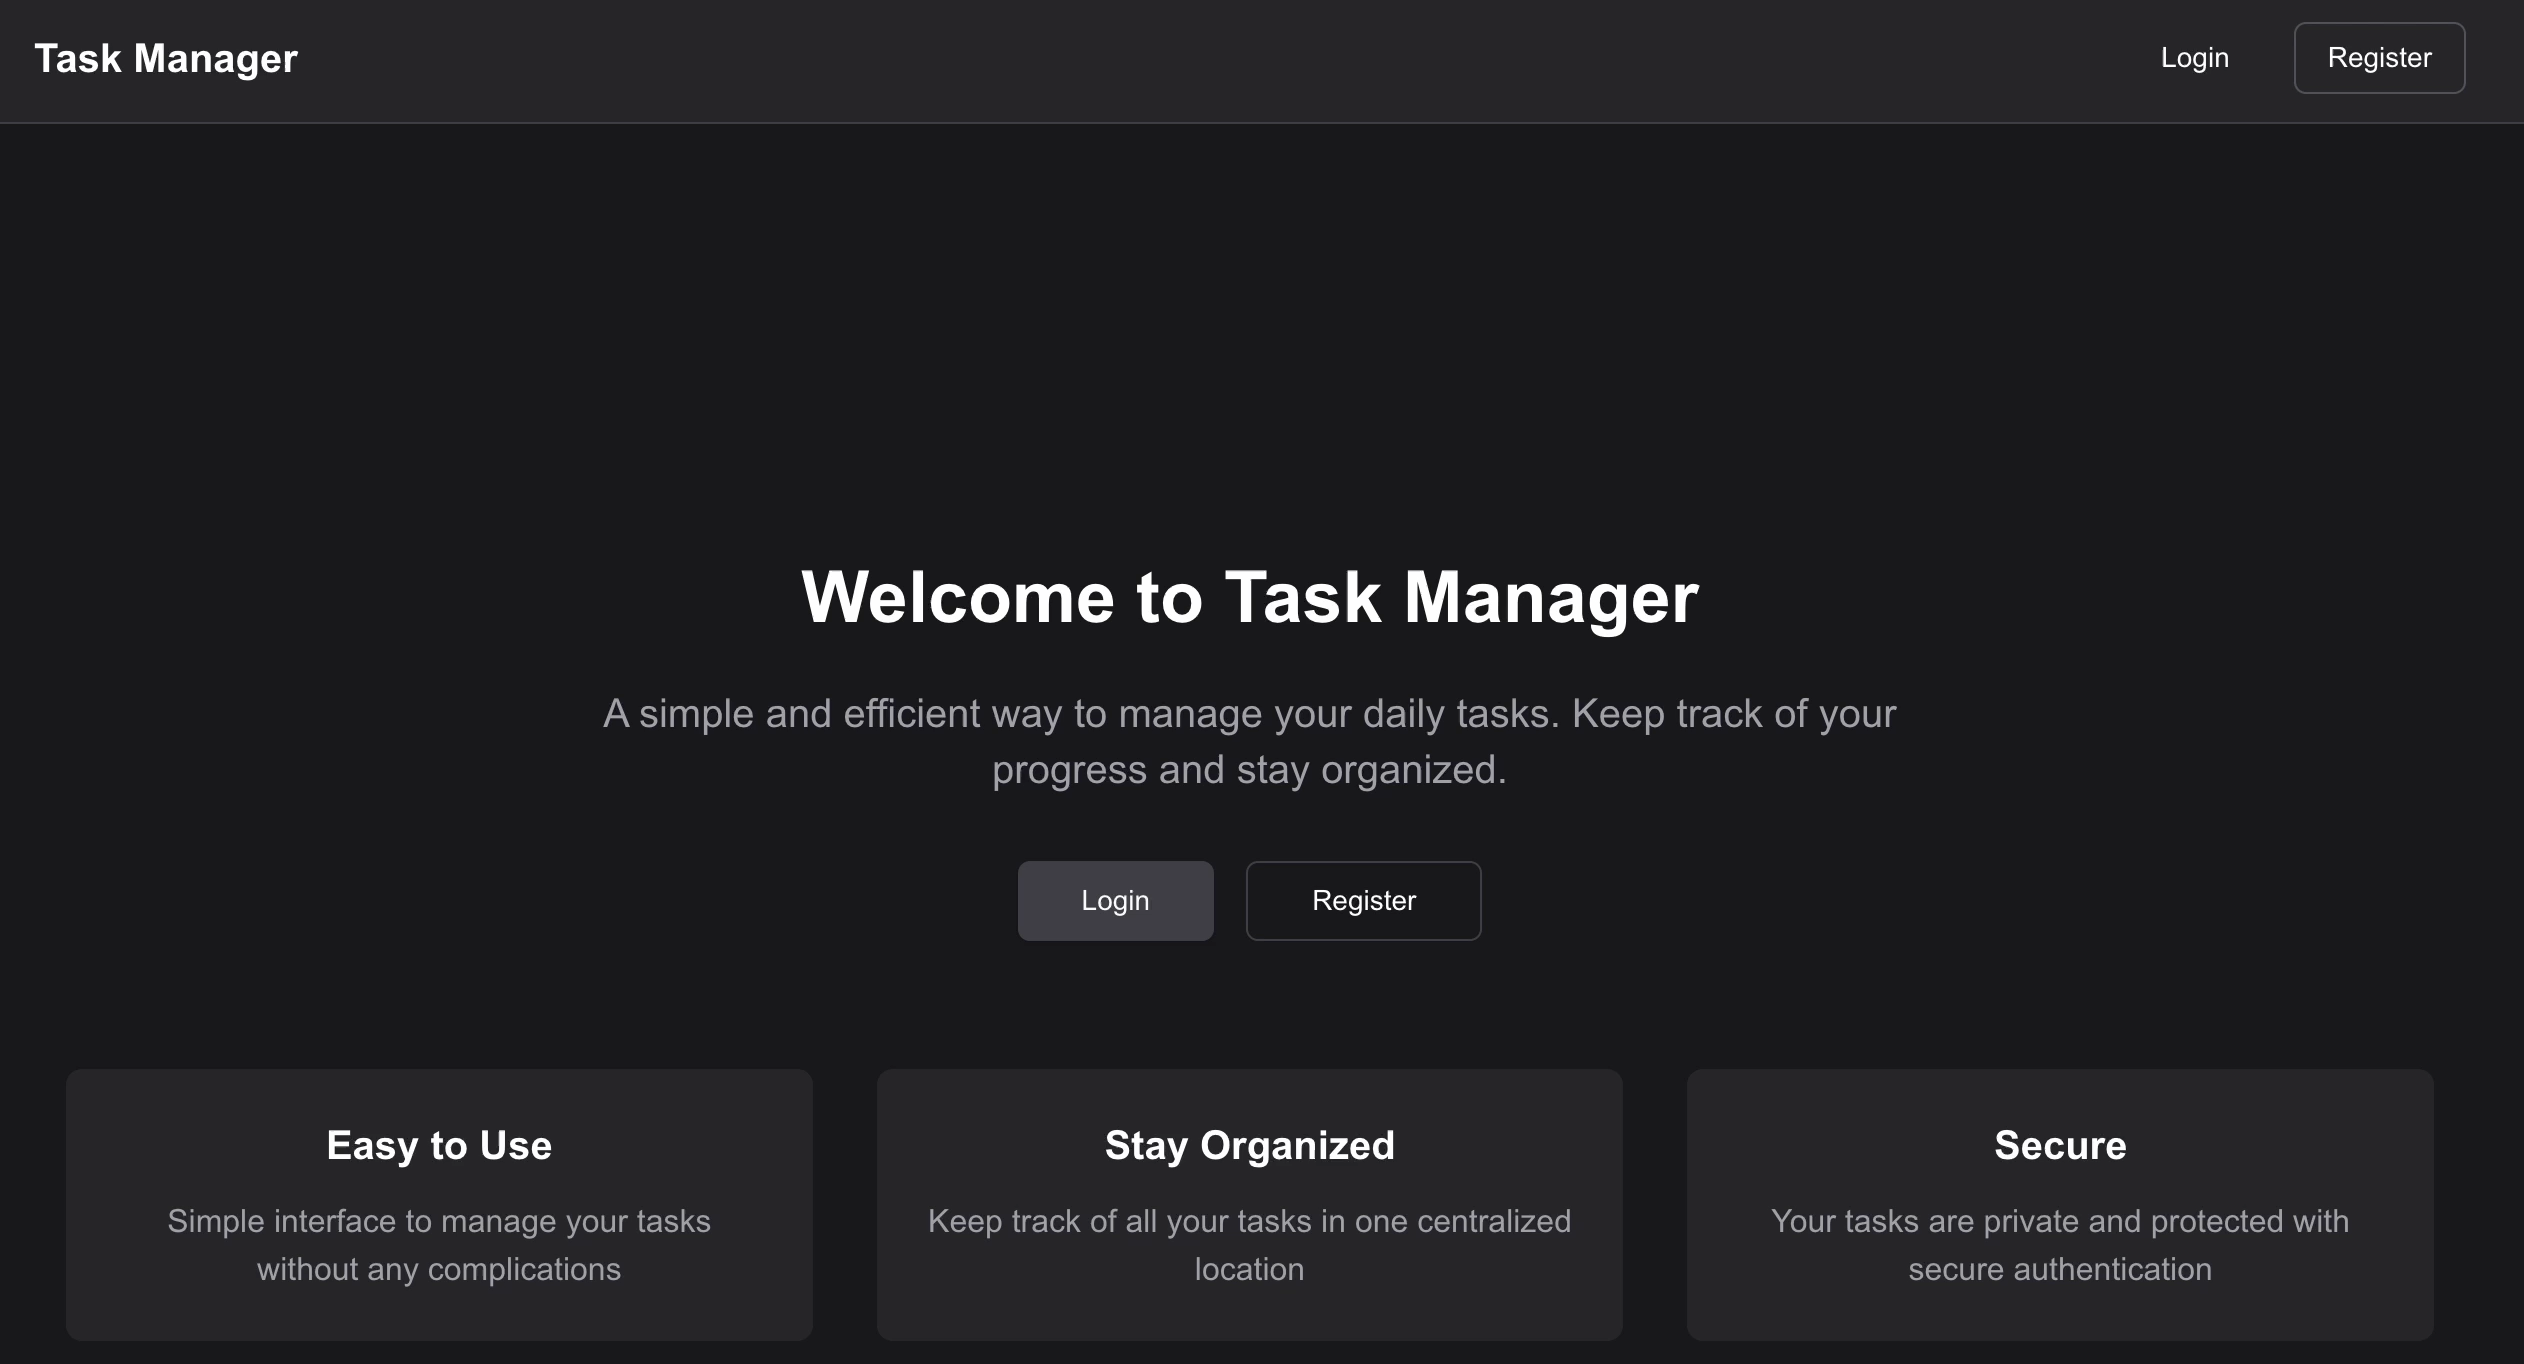 Task Manager
Login
Register
Welcome to Task Manager
A simple and efficient way to manage your daily tasks. Keep track of your
progress and stay organized.
Login
Register
Easy to Use
Simple interface to manage your tasks
without any complications
Stay Organized
Keep track of all your tasks in one centralized
location
Secure
Your tasks are private and protected with
secure authentication